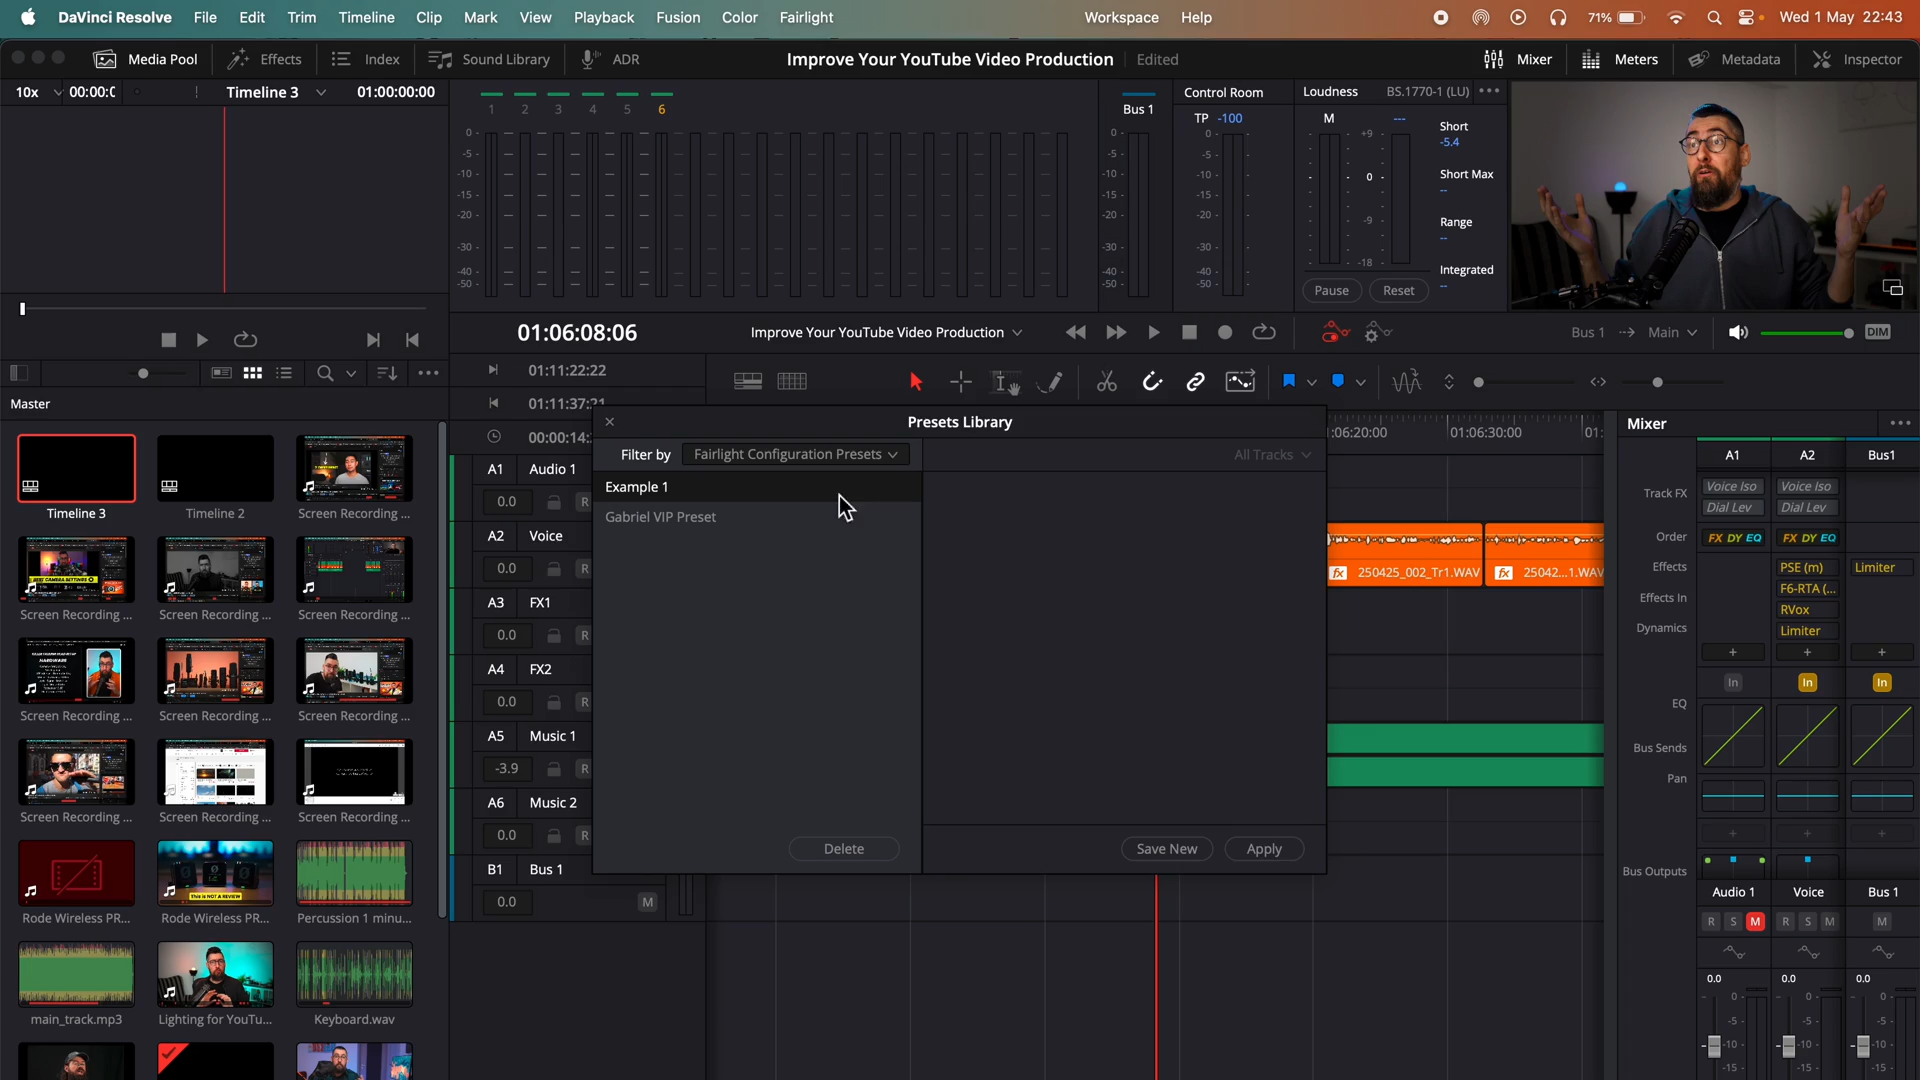 DaVinci Resolve File Edit Trim Timeline Clip Mark View Playback Fusion Color Fairlight Workspace Help 71% Wed 1 May 22:43
Media Pool Effects Index Sound Library ADR Improve Your YouTube Video Production Edited Mixer Meters Metadata Inspector
10x 00:00:0 Timeline 3 01:00:00:00
1 2 3 4 5 6
0 -5 -10 -15 -20 -30 -40 -50
Bus 1
0 -5 -10 -15 -20 -30 -40 -50
Control Room
TP -100
0 -5 -10 -15 -20 -30 -40 -50
Loudness BS.1770-1 (LU)
M ---
+9 0 -9 -18
Short
-5.4
Short Max
--
Range
--
Integrated
--
Pause Reset
01:06:08:06 Improve Your YouTube Video Production Bus 1 Main DIM
01:11:22:22
01:11:37:21
00:00:14:
Master
Timeline 3 Timeline 2 Screen Recording ...
Screen Recording ... Screen Recording ... Screen Recording ...
Screen Recording ... Screen Recording ... Screen Recording ...
Screen Recording ... Screen Recording ... Screen Recording ...
This is NOT A REVIEW
Rode Wireless PR... Rode Wireless PR... Percussion 1 minu...
main_track.mp3 Lighting for YouTu... Keyboard.wav
A1 Audio 1
0.0 R
A2 Voice
0.0 R
A3 FX1
0.0 R
A4 FX2
0.0 R
A5 Music 1
-3.9 R
A6 Music 2
0.0 R
B1 Bus 1
0.0 M
Presets Library
Filter by Fairlight Configuration Presets All Tracks
Example 1
Gabriel VIP Preset
Delete Save New Apply
:06:20:00 01:06:30:00 01:
fx 250425_002_Tr1.WAV fx 25042...1.WAV
Mixer
A1 A2 Bus1
Track FX Voice Iso Voice Iso
Dial Lev Dial Lev
Order FX DY EQ FX DY EQ
Effects PSE (m) Limiter
F6-RTA (...
Effects In
RVox
Dynamics Limiter
+ + +
In In In
EQ
Bus Sends
Pan
+ + +
Bus Outputs
Audio 1 Voice Bus 1
R S M R S M M
0.0 0.0 0.0
0 0 0
-5 -5 -5
-10 -10 -10
-15 -15 -15